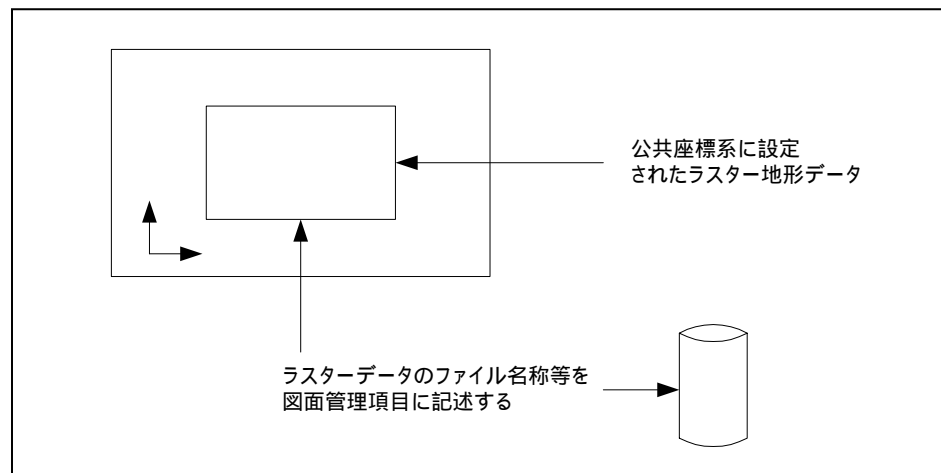 公共座標系に設定
されたラスター地形データ
ラスターデータのファイル名称等を
図面管理項目に記述する